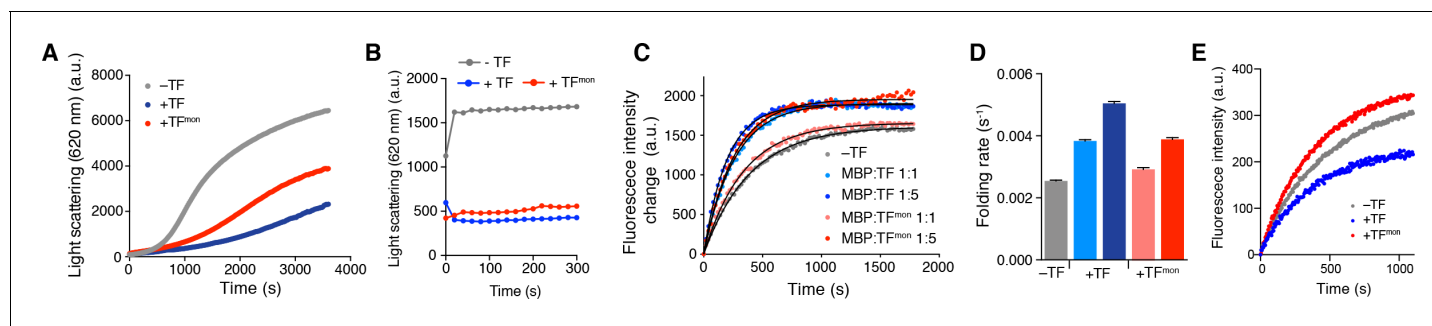 A
Light scattering (620 nm) (a.u.)
8000
6000
4000
2000
0
–TF
+TF
+TFmon
0 1000 2000 3000 4000
Time (s)
B
- TF
+ TF + TFmon
Light scattering (620 nm) (a.u.)
2000
1500
1000
500
0
0 100 200 300
Time (s)
C
Fluorescece intensity
change (a.u.)
2000
1500
1000
500
0
–TF
MBP:TF 1:1
MBP:TF 1:5
MBP:TFmon 1:1
MBP:TFmon 1:5
0 500 1000 1500 2000
Time (s)
D
Folding rate (s-1)
0.006
0.004
0.002
0.000
–TF +TF +TFmon
E
Fluorescece intensity (a.u.)
400
300
200
100
0
–TF
+TF
+TFmon
0 500 1000
Time (s)